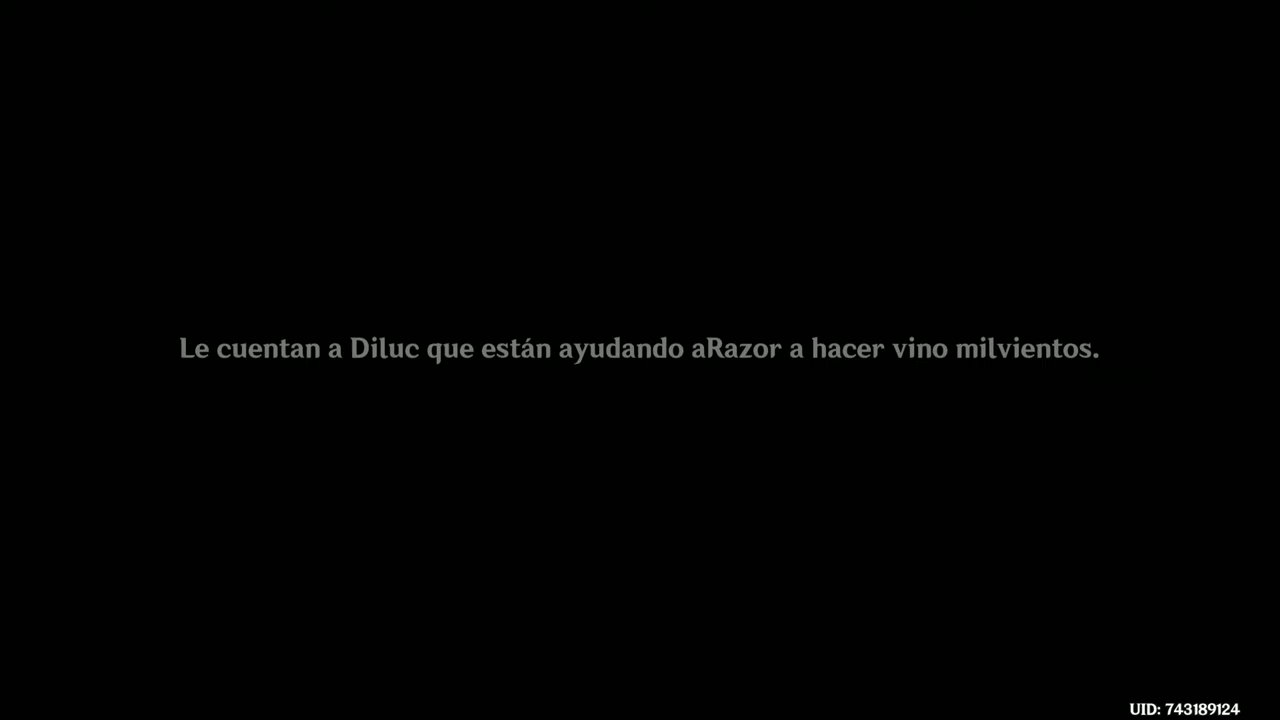 Le cuentan a Diluc que están ayudando aRazor a hacer vino milvientos.
UID: 743189124